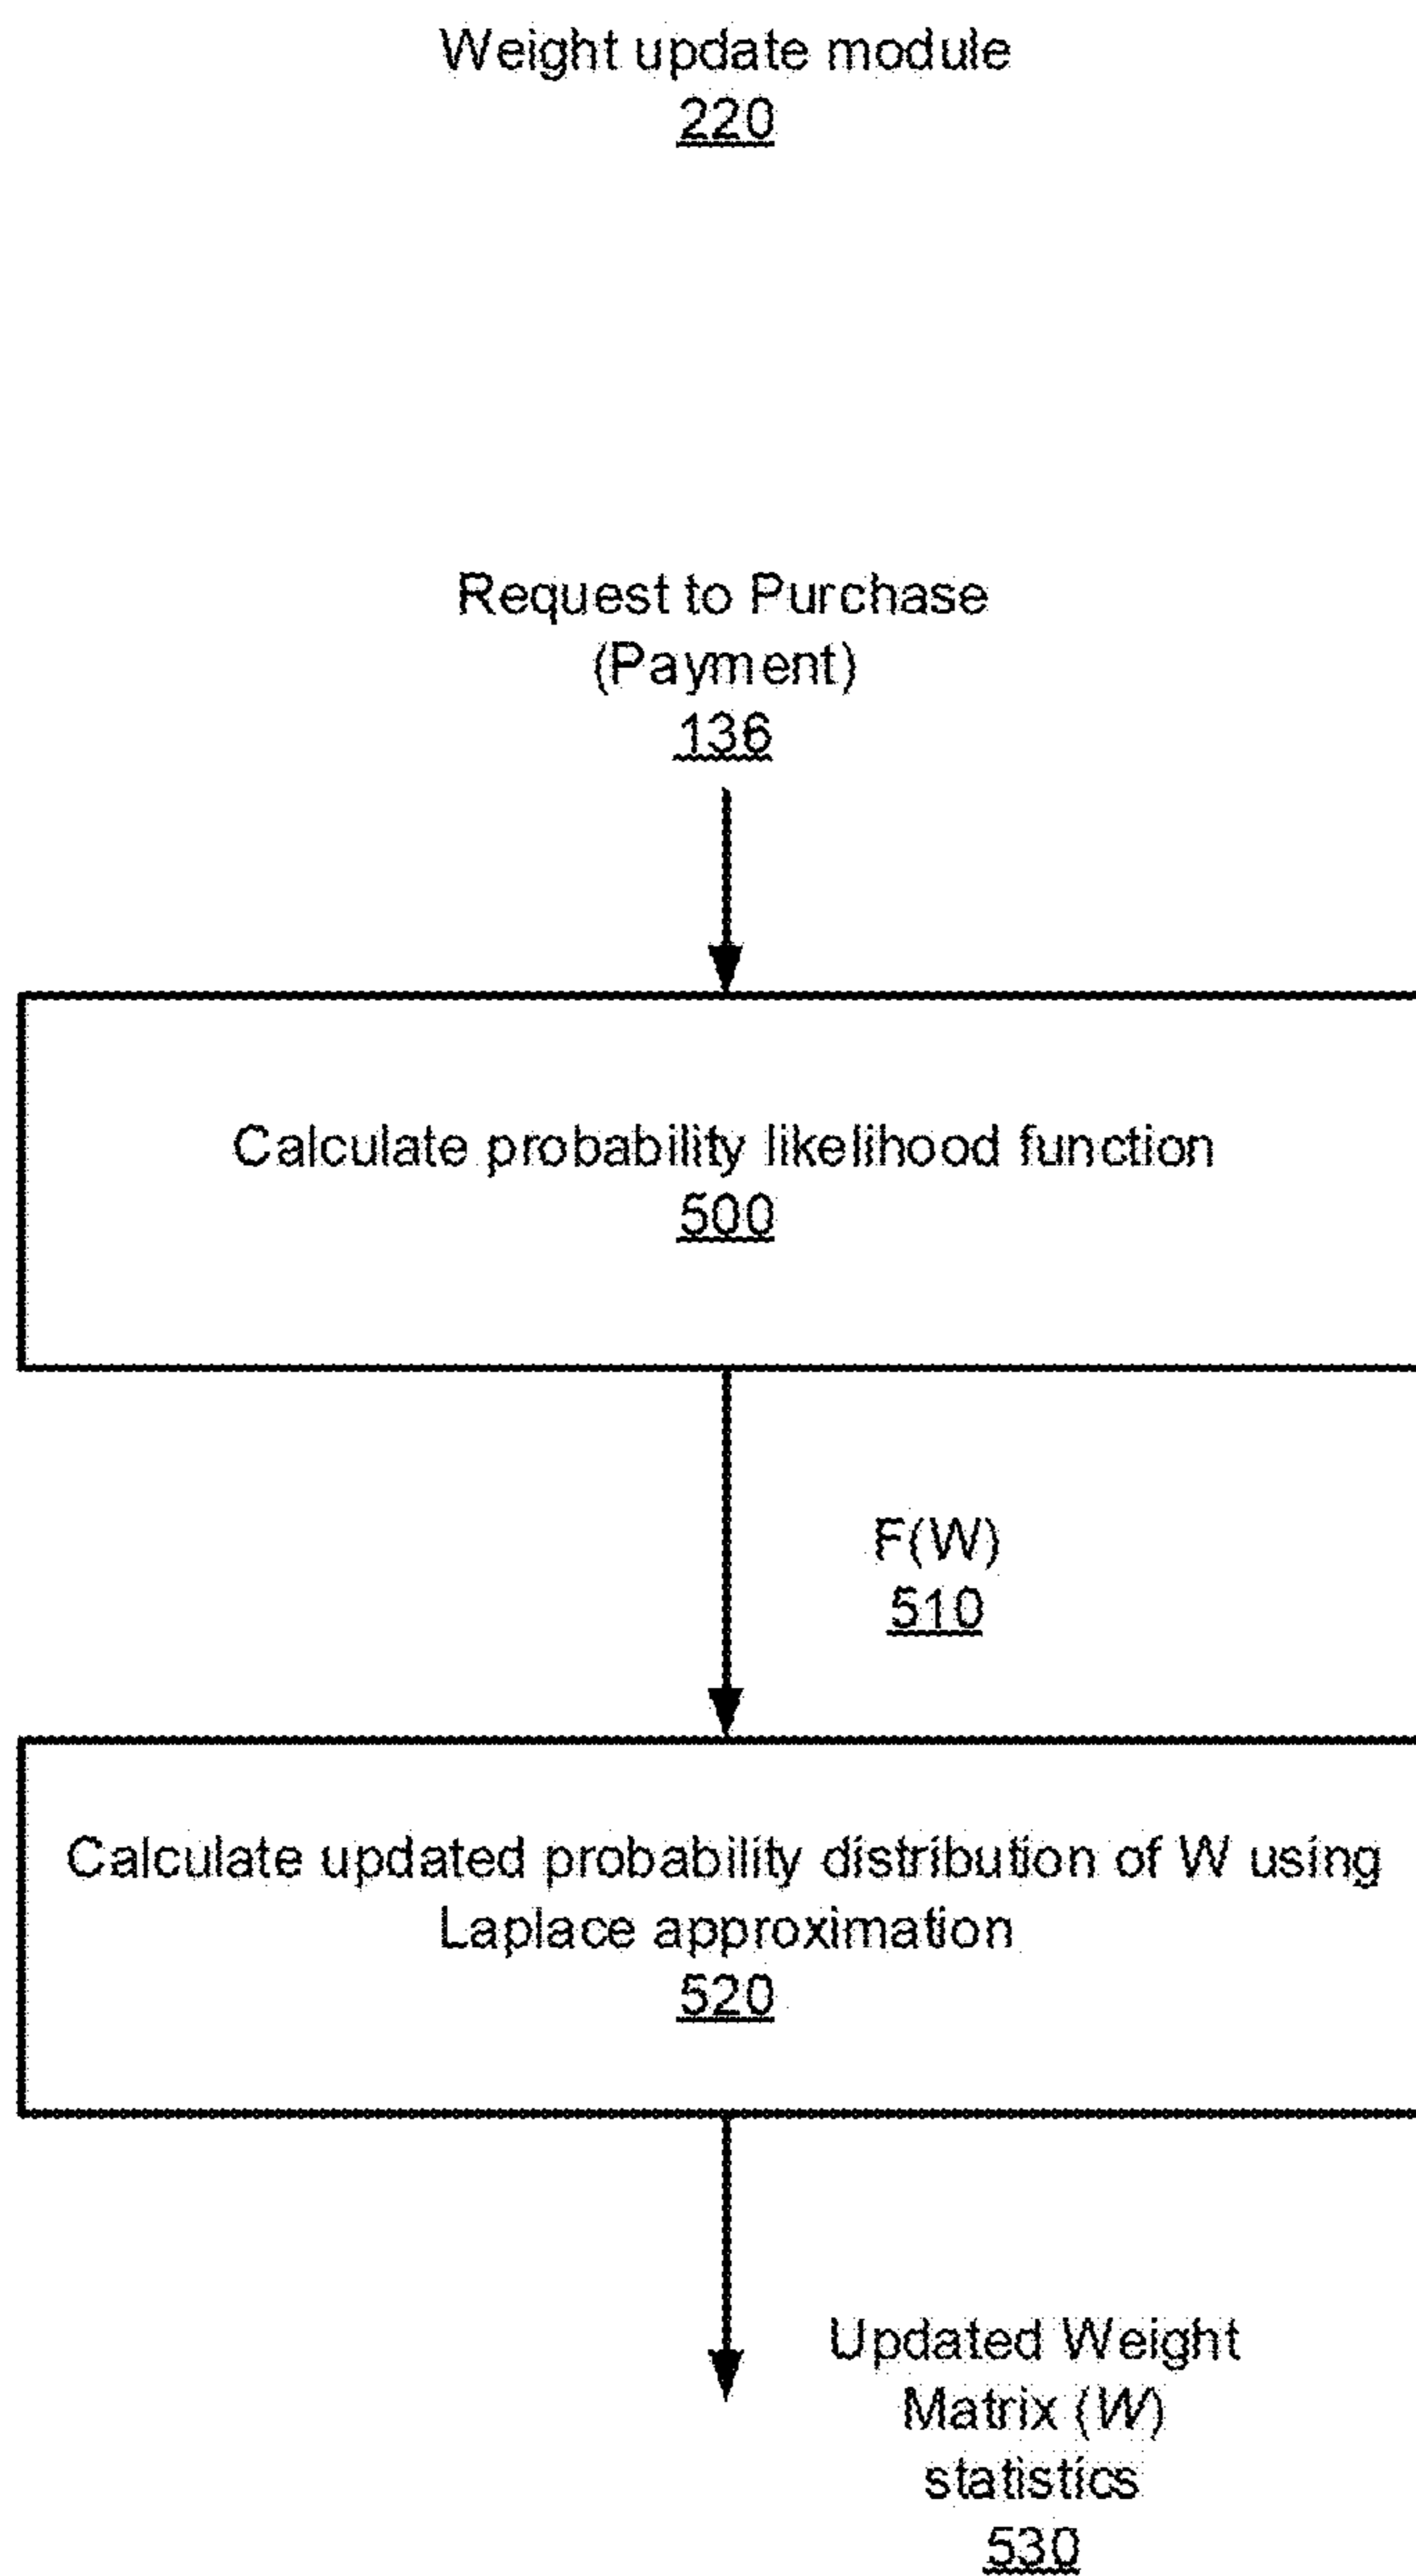 Weight update module
220
Request to Purchase
(Payment)
136
Calculate probability likelihood function
500
F(W)
510
Calculate updated probability distribution of W using
Laplace approximation
520
Updated Weight
Matrix (W)
statistics
530